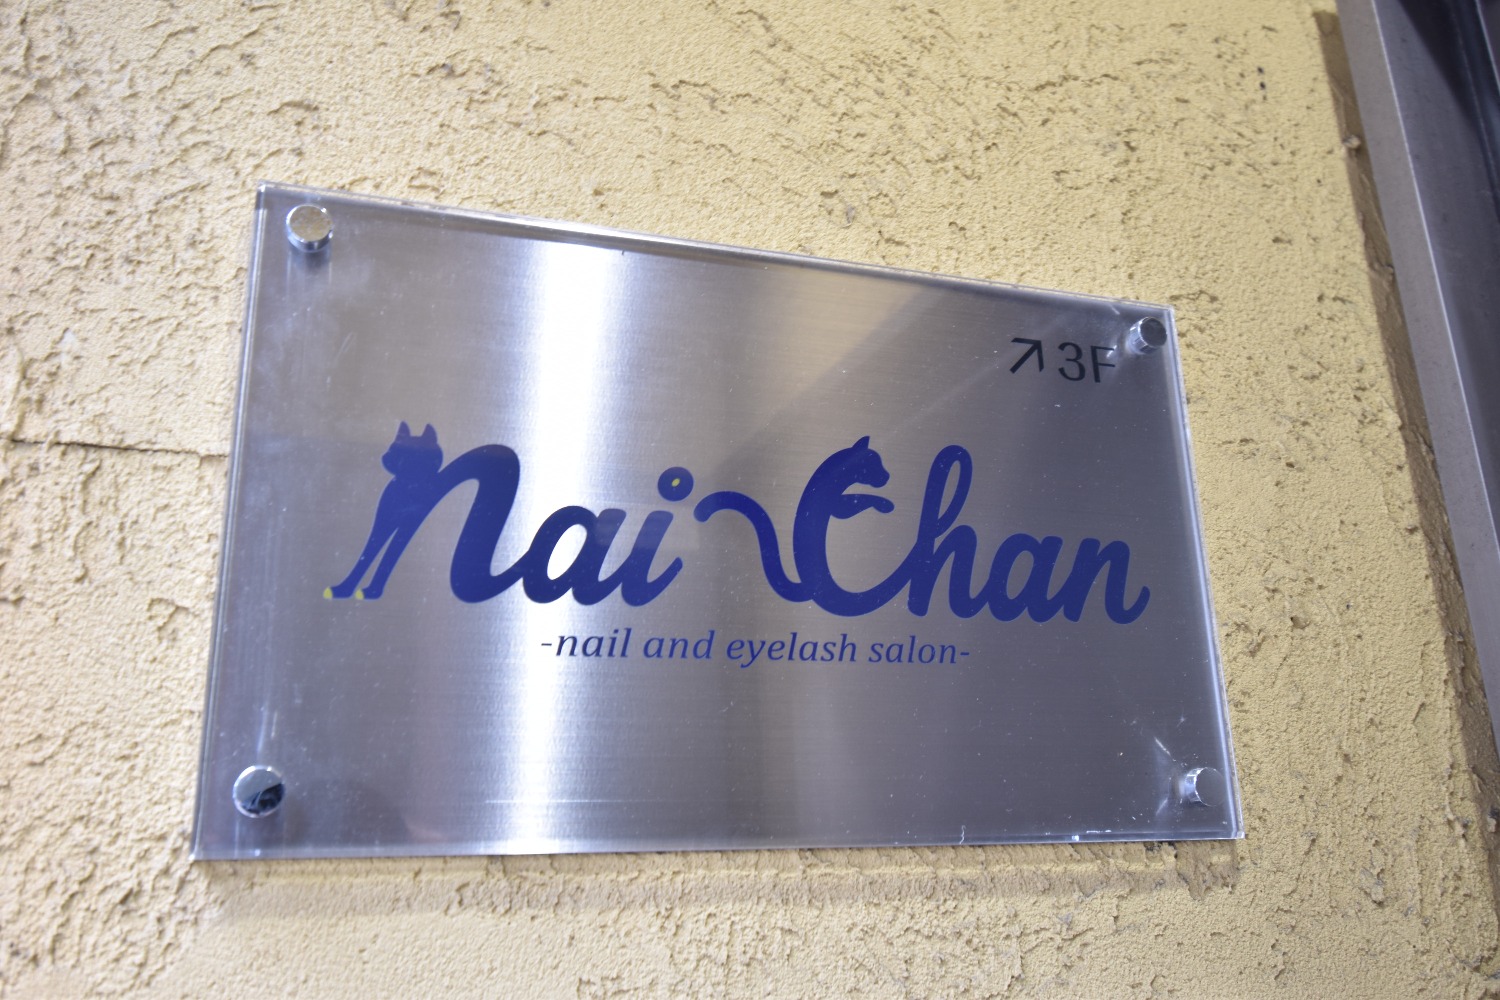 ↗3F
nai Chan
-nail and eyelash salon-